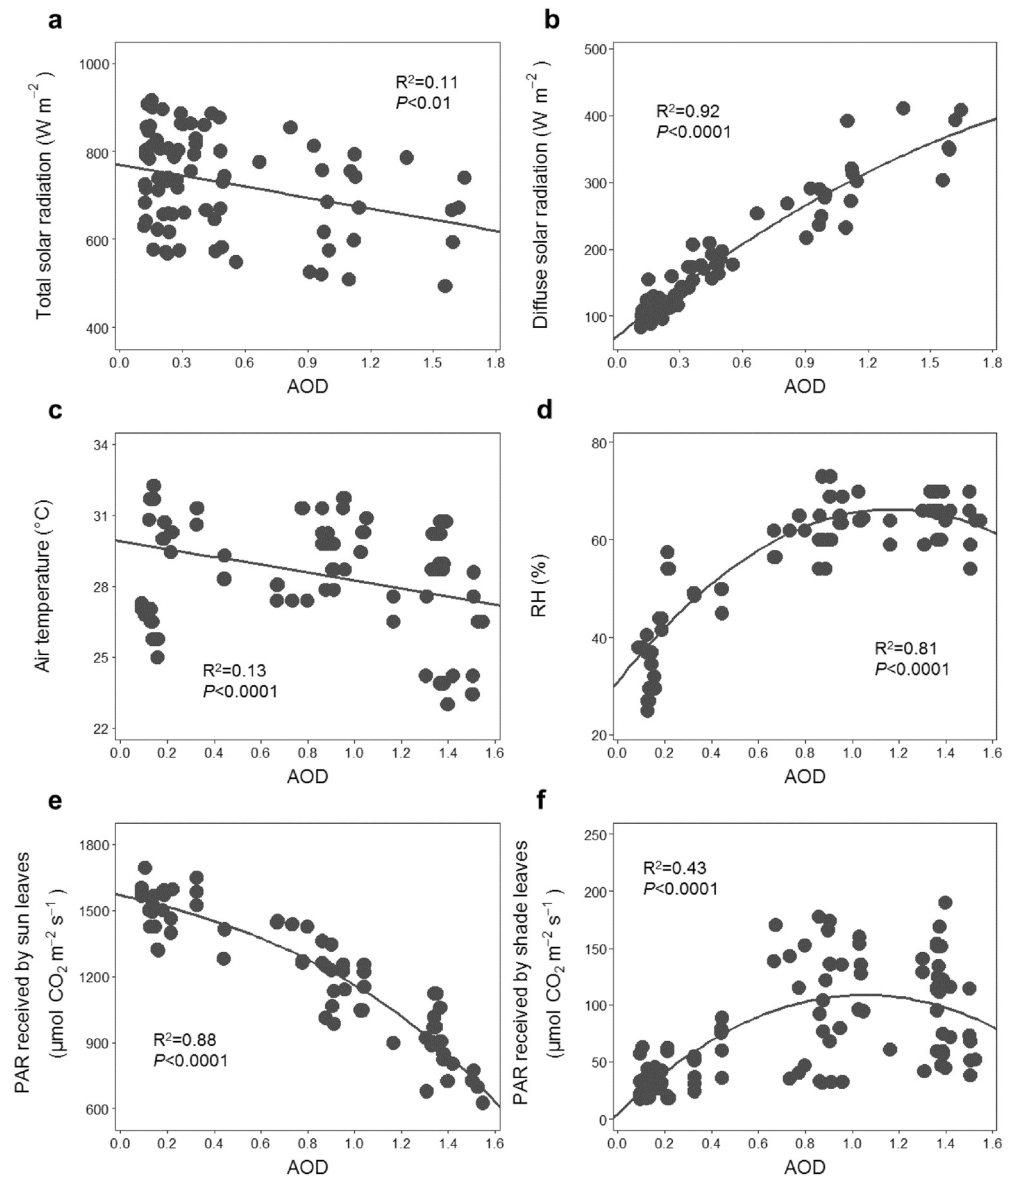 a
Total solar radiation (W m⁻² )
1000
800
600
400
R²=0.11
P<0.01
0.0 0.3 0.6 0.9 1.2 1.5 1.8
AOD
b
Diffuse solar radiation (W m⁻² )
500
400
300
200
100
R²=0.92
P<0.0001
0.0 0.3 0.6 0.9 1.2 1.5 1.8
AOD
c
Air temperature (°C)
34
31
28
25
22
R²=0.13
P<0.0001
0.0 0.2 0.4 0.6 0.8 1.0 1.2 1.4 1.6
AOD
d
RH (%)
80
60
40
20
R²=0.81
P<0.0001
0.0 0.2 0.4 0.6 0.8 1.0 1.2 1.4 1.6
AOD
e
PAR received by sun leaves
(μmol CO₂ m⁻² s⁻¹ )
1800
1500
1200
900
600
R²=0.88
P<0.0001
0.0 0.2 0.4 0.6 0.8 1.0 1.2 1.4 1.6
AOD
f
PAR received by shade leaves
(μmol CO₂ m⁻² s⁻¹ )
250
200
150
100
50
0
R²=0.43
P<0.0001
0.0 0.2 0.4 0.6 0.8 1.0 1.2 1.4 1.6
AOD